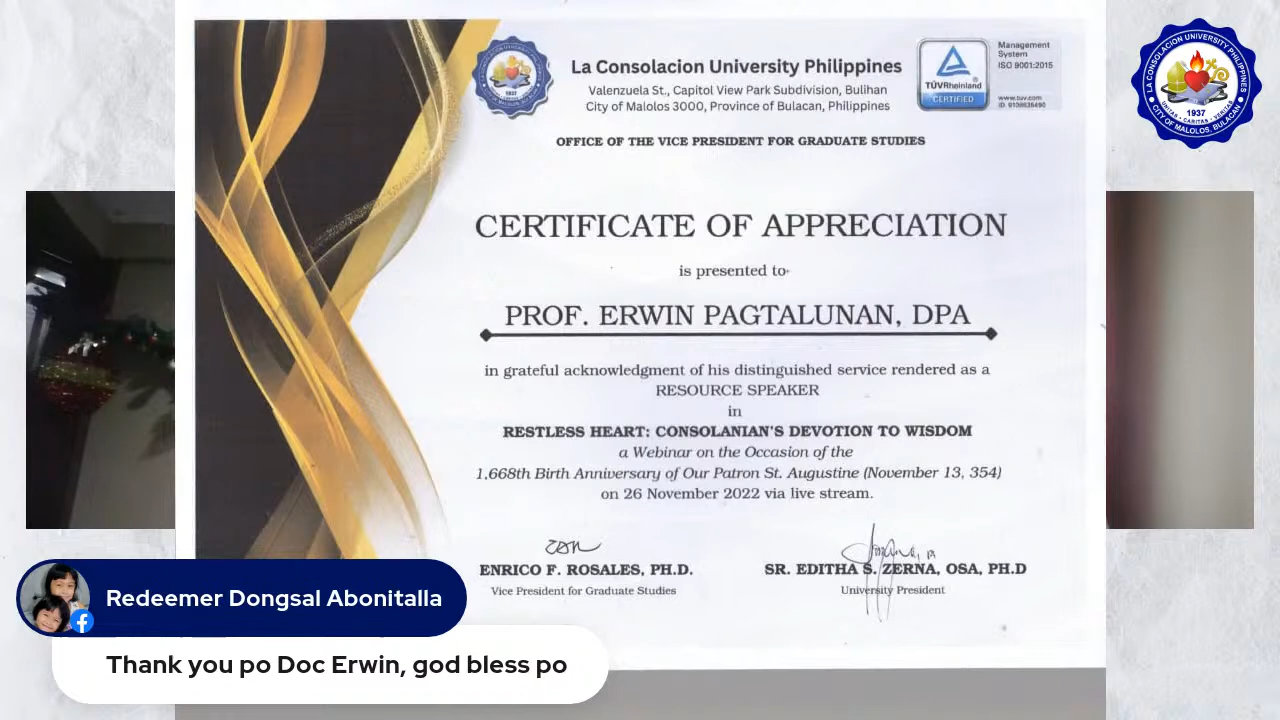 La Consolacion University Philippines
Valenzuela St., Capitol View Park Subdivision, Bulihan
City of Malolos 3000, Province of Bulacan, Philippines
TÜVRheinland
CERTIFIED
Management
System
ISO 9001:2015
www.tuv.com
OFFICE OF THE VICE PRESIDENT FOR GRADUATE STUDIES
CERTIFICATE OF APPRECIATION
is presented to
PROF. ERWIN PAGTALUNAN, DPA
in grateful acknowledgment of his distinguished service rendered as a
RESOURCE SPEAKER
in
RESTLESS HEART: CONSOLANIAN'S DEVOTION TO WISDOM
a Webinar on the Occasion of the
1,668th Birth Anniversary of Our Patron St. Augustine (November 13, 354)
on 26 November 2022 via live stream.
ENRICO F. ROSALES, PH.D.
Vice President for Graduate Studies
SR. EDITHA S. ZERNA, OSA, PH.D
University President
LA CONSOLACION UNIVERSITY PHILIPPINES
UNITAS • CARITAS • VERITAS
1937
CITY OF MALOLOS, BULACAN
Redeemer Dongsal Abonitalla
Thank you po Doc Erwin, god bless po